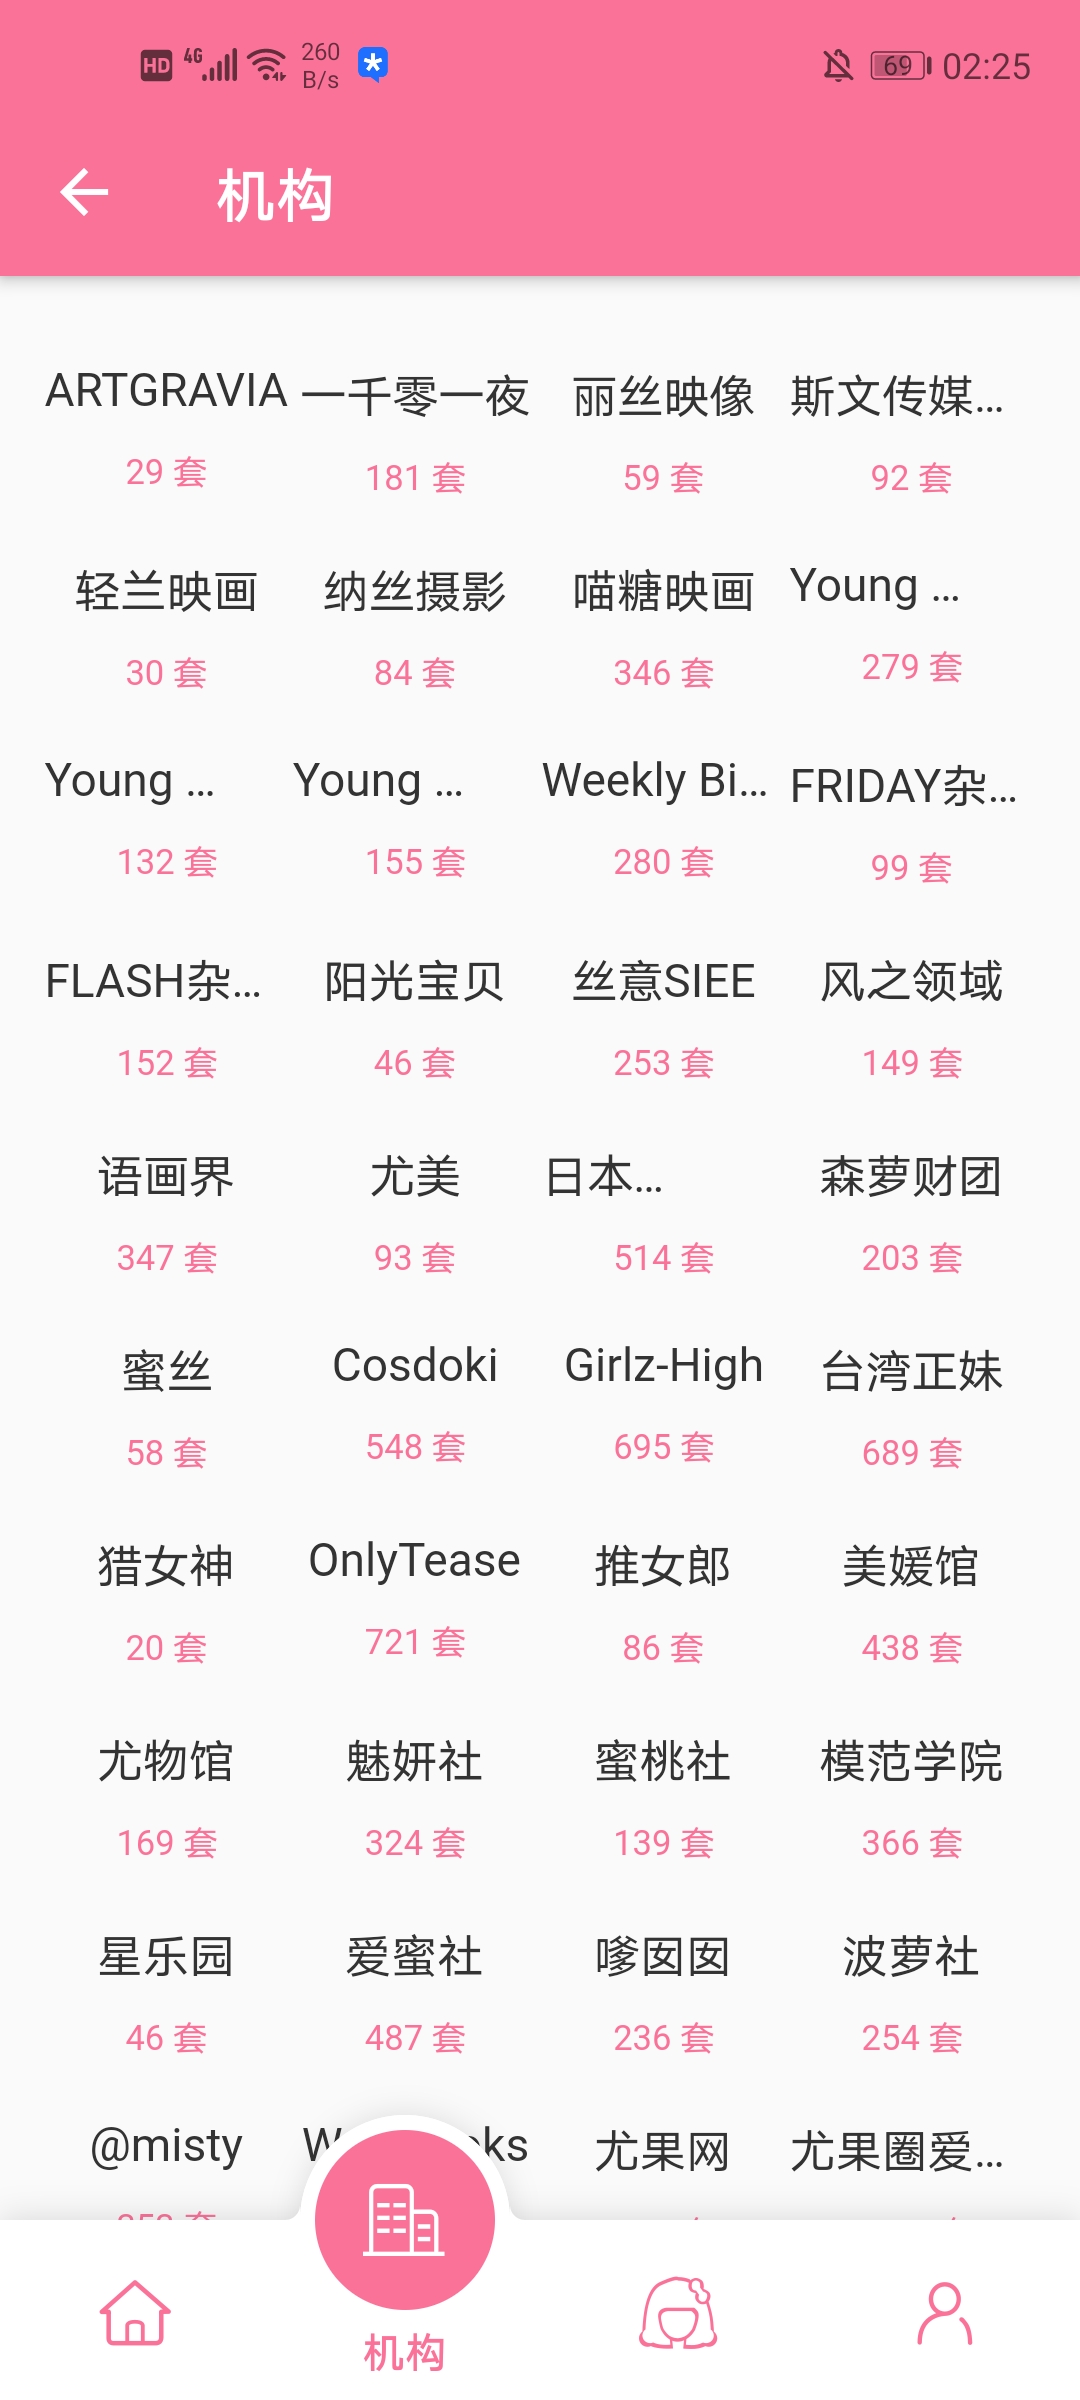 HD 4G 260 B/s 69 02:25
机构
ARTGRAVIA 一千零一夜 丽丝映像 斯文传媒...
29 套 181 套 59 套 92 套
轻兰映画 纳丝摄影 喵糖映画 Young ...
30 套 84 套 346 套 279 套
Young ... Young ... Weekly Bi... FRIDAY杂...
132 套 155 套 280 套 99 套
FLASH杂... 阳光宝贝 丝意SIEE 风之领域
152 套 46 套 253 套 149 套
语画界 尤美 日本... 森萝财团
347 套 93 套 514 套 203 套
蜜丝 Cosdoki Girlz-High 台湾正妹
58 套 548 套 695 套 689 套
猎女神 OnlyTease 推女郎 美媛馆
20 套 721 套 86 套 438 套
尤物馆 魅妍社 蜜桃社 模范学院
169 套 324 套 139 套 366 套
星乐园 爱蜜社 嗲囡囡 波萝社
46 套 487 套 236 套 254 套
@misty 尤果网 尤果圈爱...
机构